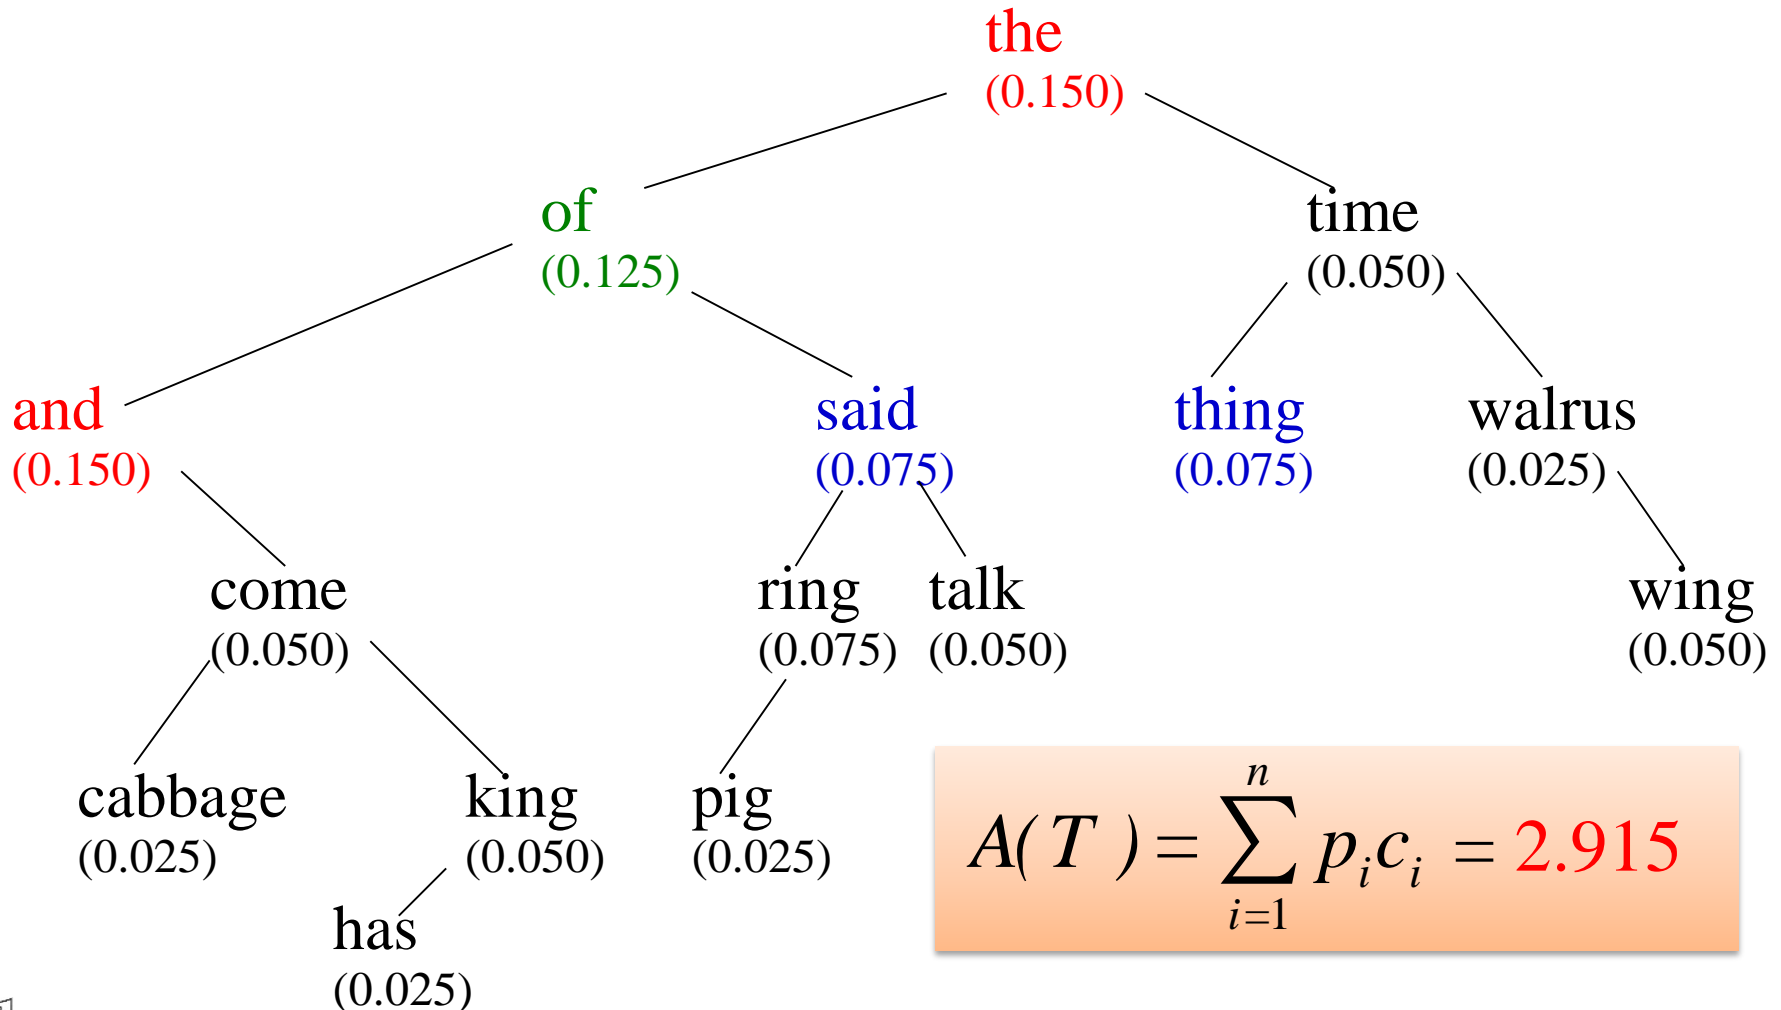 the
(0.150)
of
(0.125)
time
(0.050)
and
(0.150)
said
(0.075)
thing
(0.075)
walrus
(0.025)
come
(0.050)
ring
(0.075)
talk
(0.050)
wing
(0.050)
cabbage
(0.025)
king
(0.050)
pig
(0.025)
has
(0.025)
A(T) = ∑_{i=1}^{n} p_i c_i = 2.915